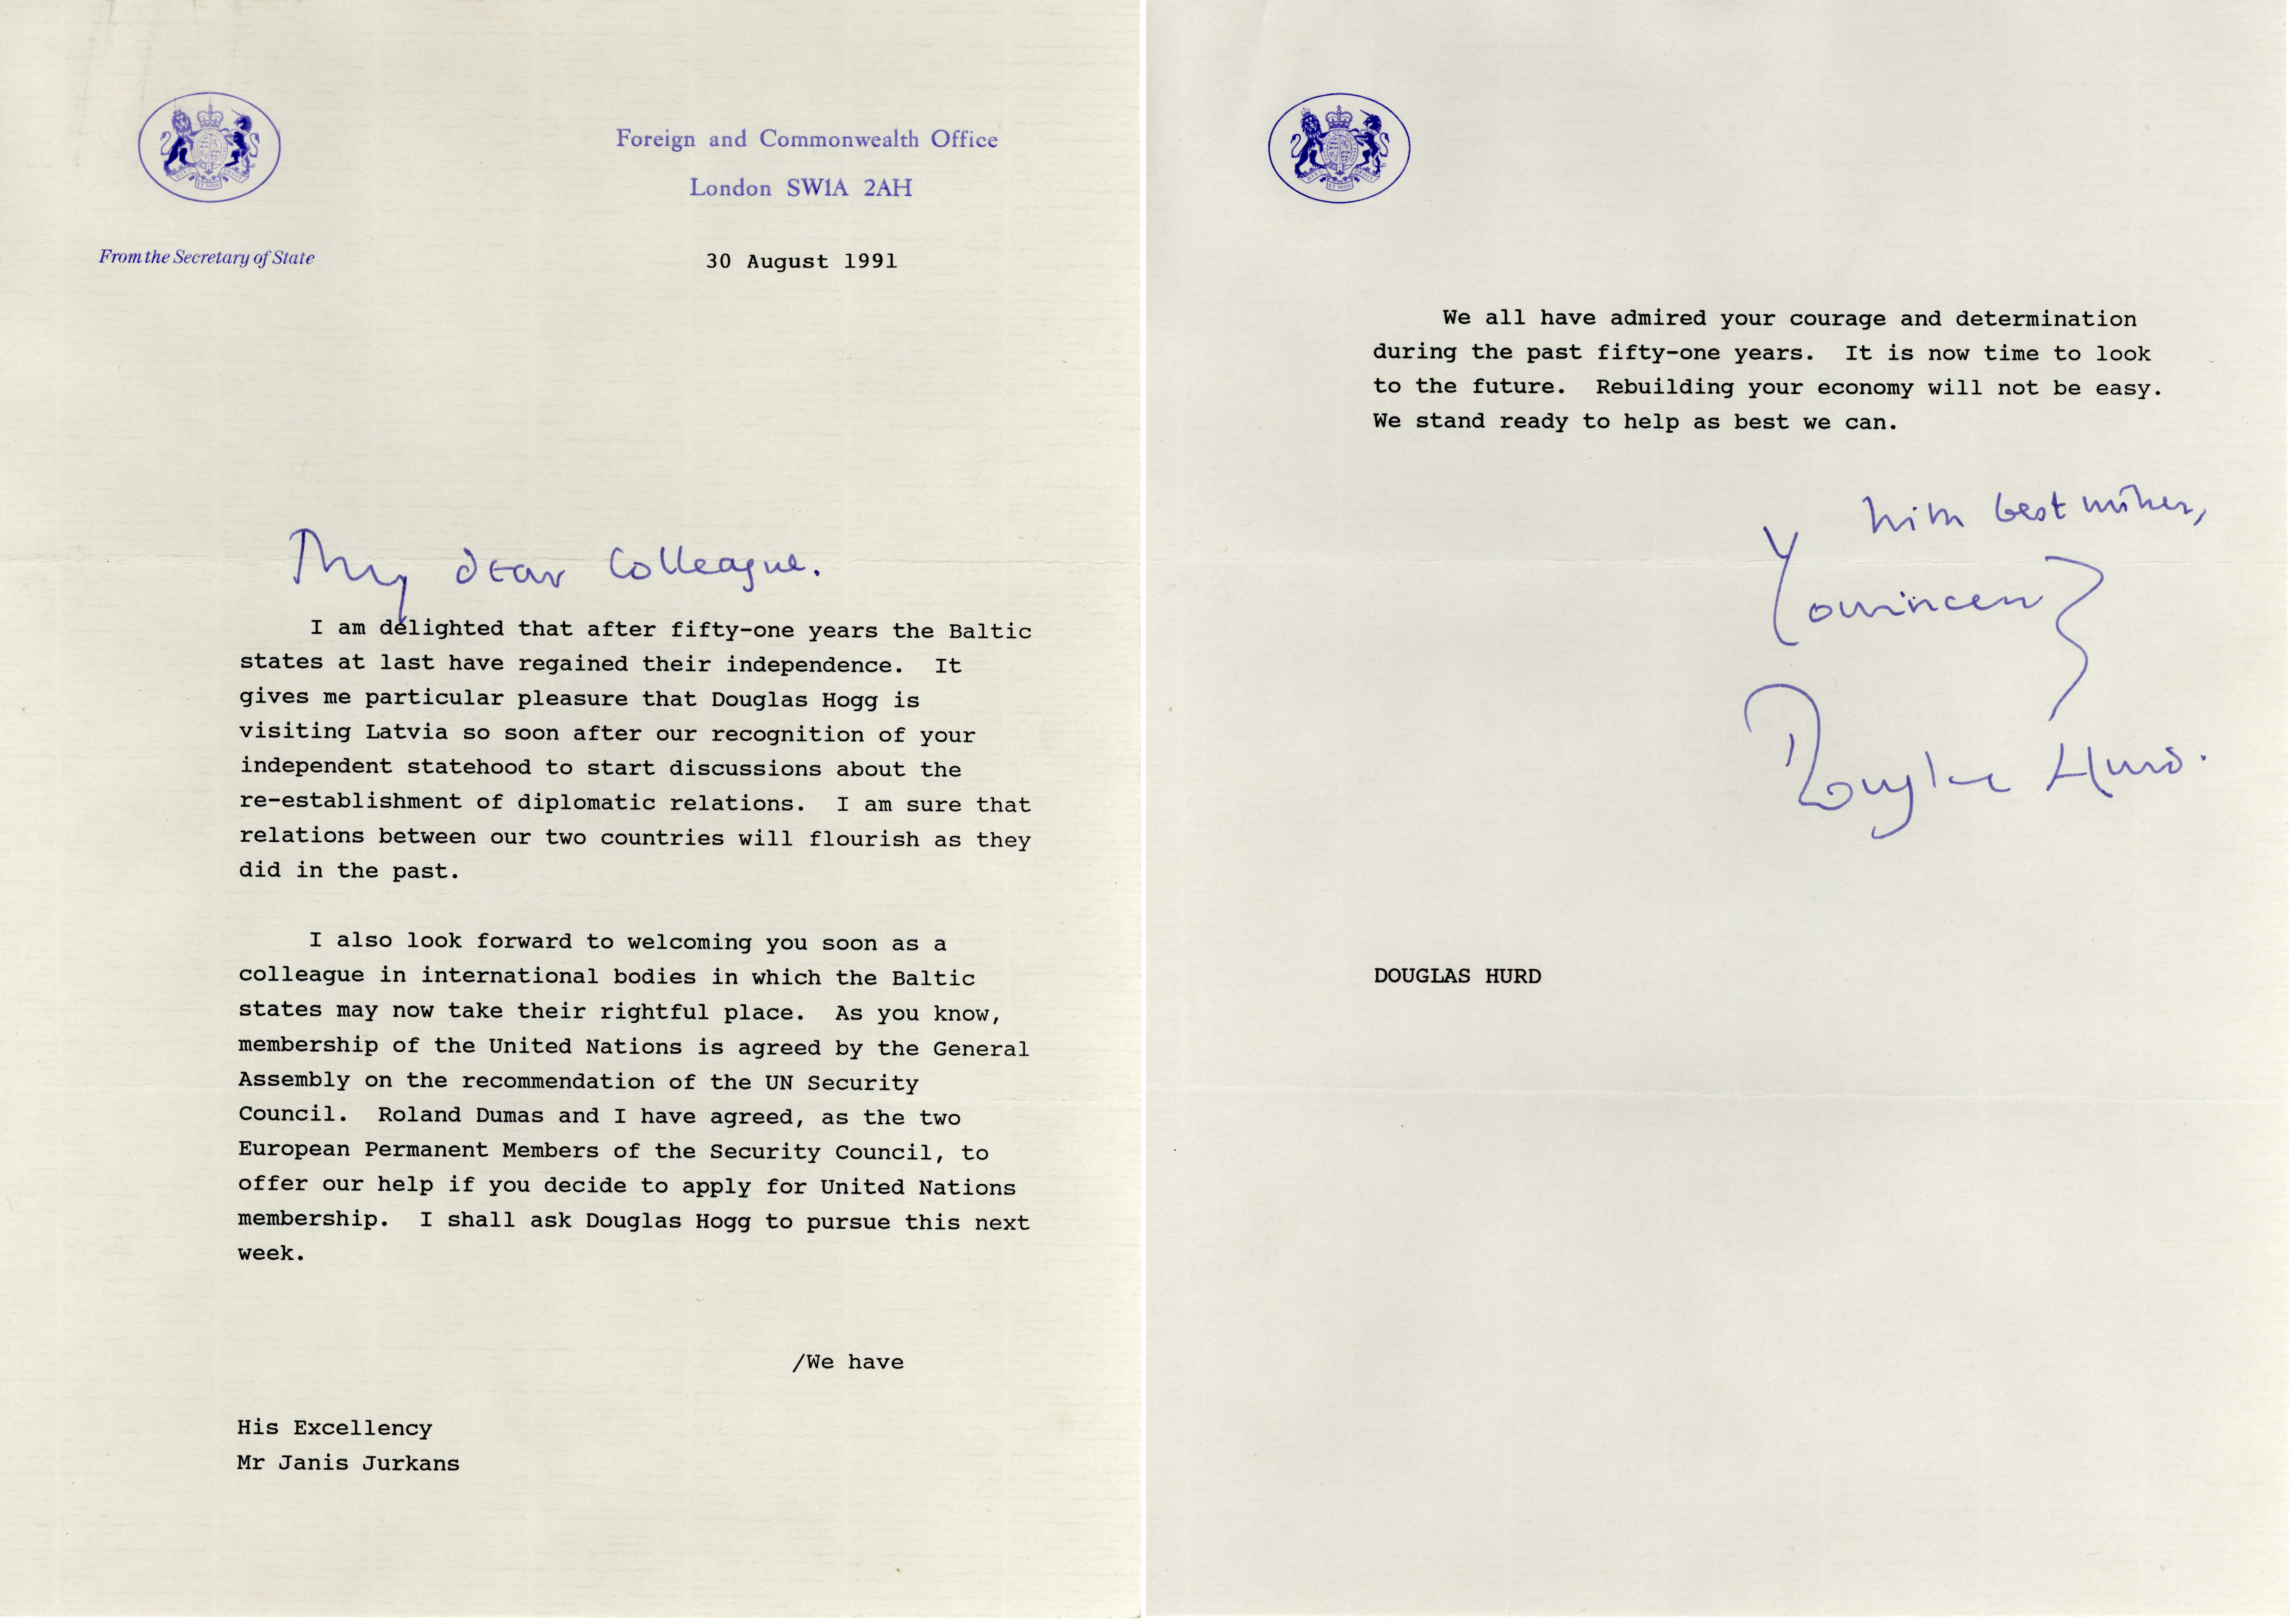 Foreign and Commonwealth Office
London SW1A 2AH
From the Secretary of State
30 August 1991
My dear Colleague.
I am delighted that after fifty-one years the Baltic
states at last have regained their independence. It
gives me particular pleasure that Douglas Hogg is
visiting Latvia so soon after our recognition of your
independent statehood to start discussions about the
re-establishment of diplomatic relations. I am sure that
relations between our two countries will flourish as they
did in the past.
I also look forward to welcoming you soon as a
colleague in international bodies in which the Baltic
states may now take their rightful place. As you know,
membership of the United Nations is agreed by the General
Assembly on the recommendation of the UN Security
Council. Roland Dumas and I have agreed, as the two
European Permanent Members of the Security Council, to
offer our help if you decide to apply for United Nations
membership. I shall ask Douglas Hogg to pursue this next
week.
/We have
His Excellency
Mr Janis Jurkans
We all have admired your courage and determination
during the past fifty-one years. It is now time to look
to the future. Rebuilding your economy will not be easy.
We stand ready to help as best we can.
With best wishes,
Yours sincerely
Douglas Hurd.
DOUGLAS HURD